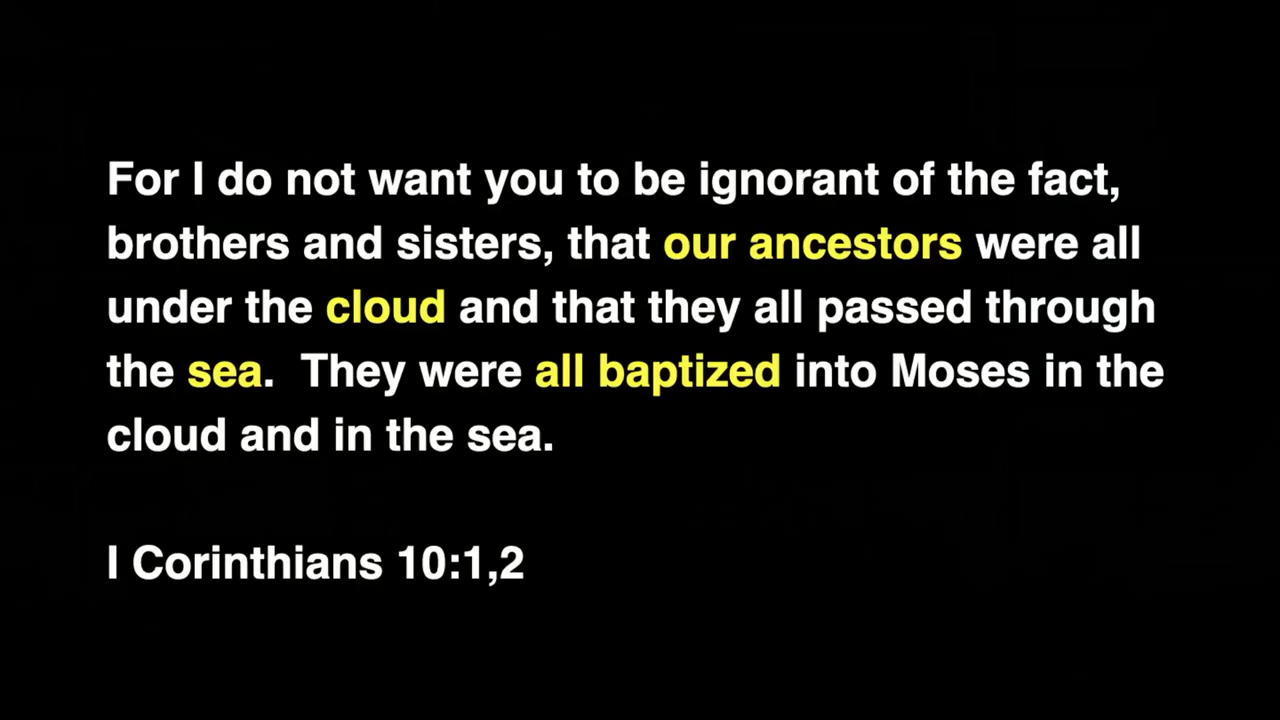 For I do not want you to be ignorant of the fact,
brothers and sisters, that our ancestors were all
under the cloud and that they all passed through
the sea.  They were all baptized into Moses in the
cloud and in the sea.
I Corinthians 10:1,2